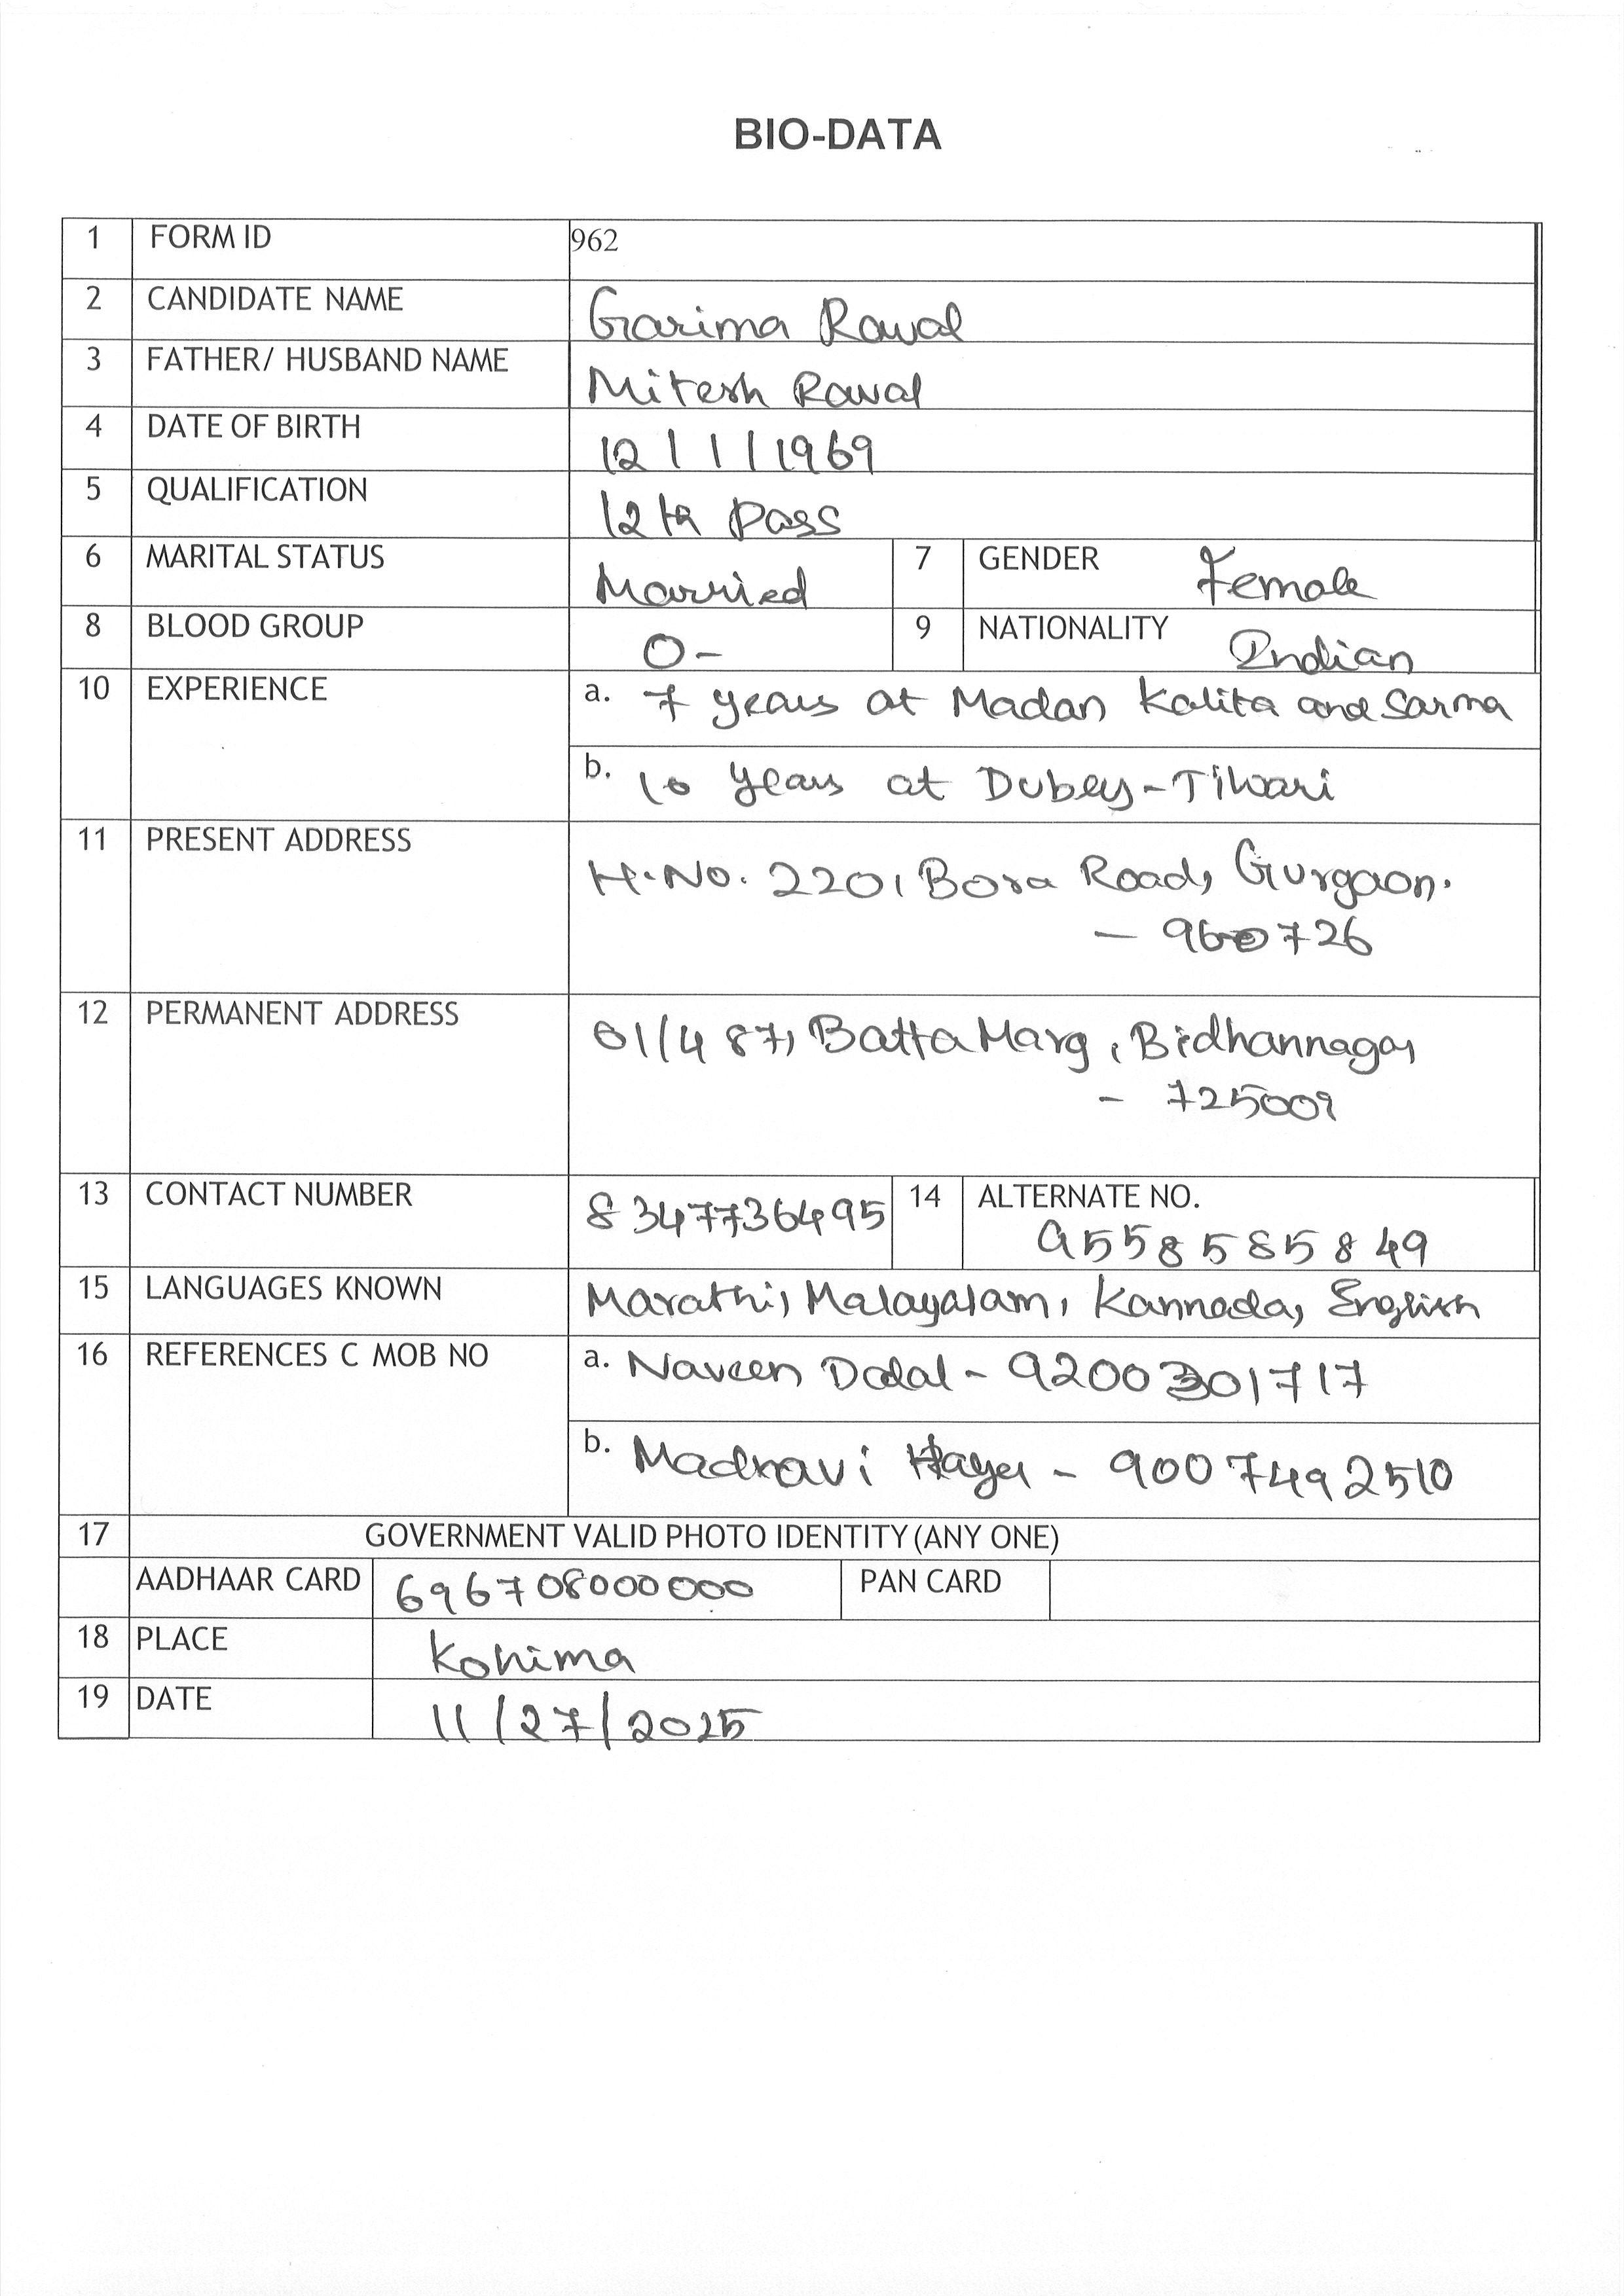 BIO-DATA
1 FORM ID 962
2 CANDIDATE NAME Garima Rawal
3 FATHER/ HUSBAND NAME Mitesh Rawal
4 DATE OF BIRTH 12/1/1969
5 QUALIFICATION 12th pass
6 MARITAL STATUS Married 7 GENDER Female
8 BLOOD GROUP O- 9 NATIONALITY Indian
10 EXPERIENCE a. 7 years at Madan Kalita and Sarma
b. 10 years at Dubey-Tiwari
11 PRESENT ADDRESS H.No. 220, Bora Road, Gurgaon.
- 960726
12 PERMANENT ADDRESS 61/487, Batta Marg, Bidhannagar
- 725009
13 CONTACT NUMBER 8347736495 14 ALTERNATE NO.
9558585849
15 LANGUAGES KNOWN Marathi, Malayalam, Kannada, English
16 REFERENCES C MOB NO a. Naveen Dalal - 9200301717
b. Madhavi - 9007492510
17 GOVERNMENT VALID PHOTO IDENTITY (ANY ONE)
AADHAAR CARD 696708000000 PAN CARD
18 PLACE Kohima
19 DATE 11/27/2025